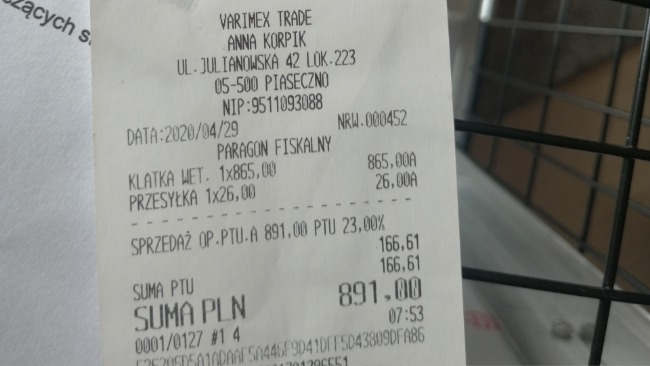 czących s
VARIMEX TRADE
ANNA KORPIK
UL.JULIANOWSKA 42 LOK.223
05-500 PIASECZNO
NIP:9511093088
DATA:2020/04/29 NRW.000452
PARAGON FISKALNY
KLATKA WET. 1x865,00 865,00A
PRZESYŁKA 1x26,00 26,00A
SPRZEDAŻ OP.PTU.A 891,00 PTU 23,00%
166,61
166,61
SUMA PTU
SUMA PLN 891,00
0001/0127 #1 4 07:53